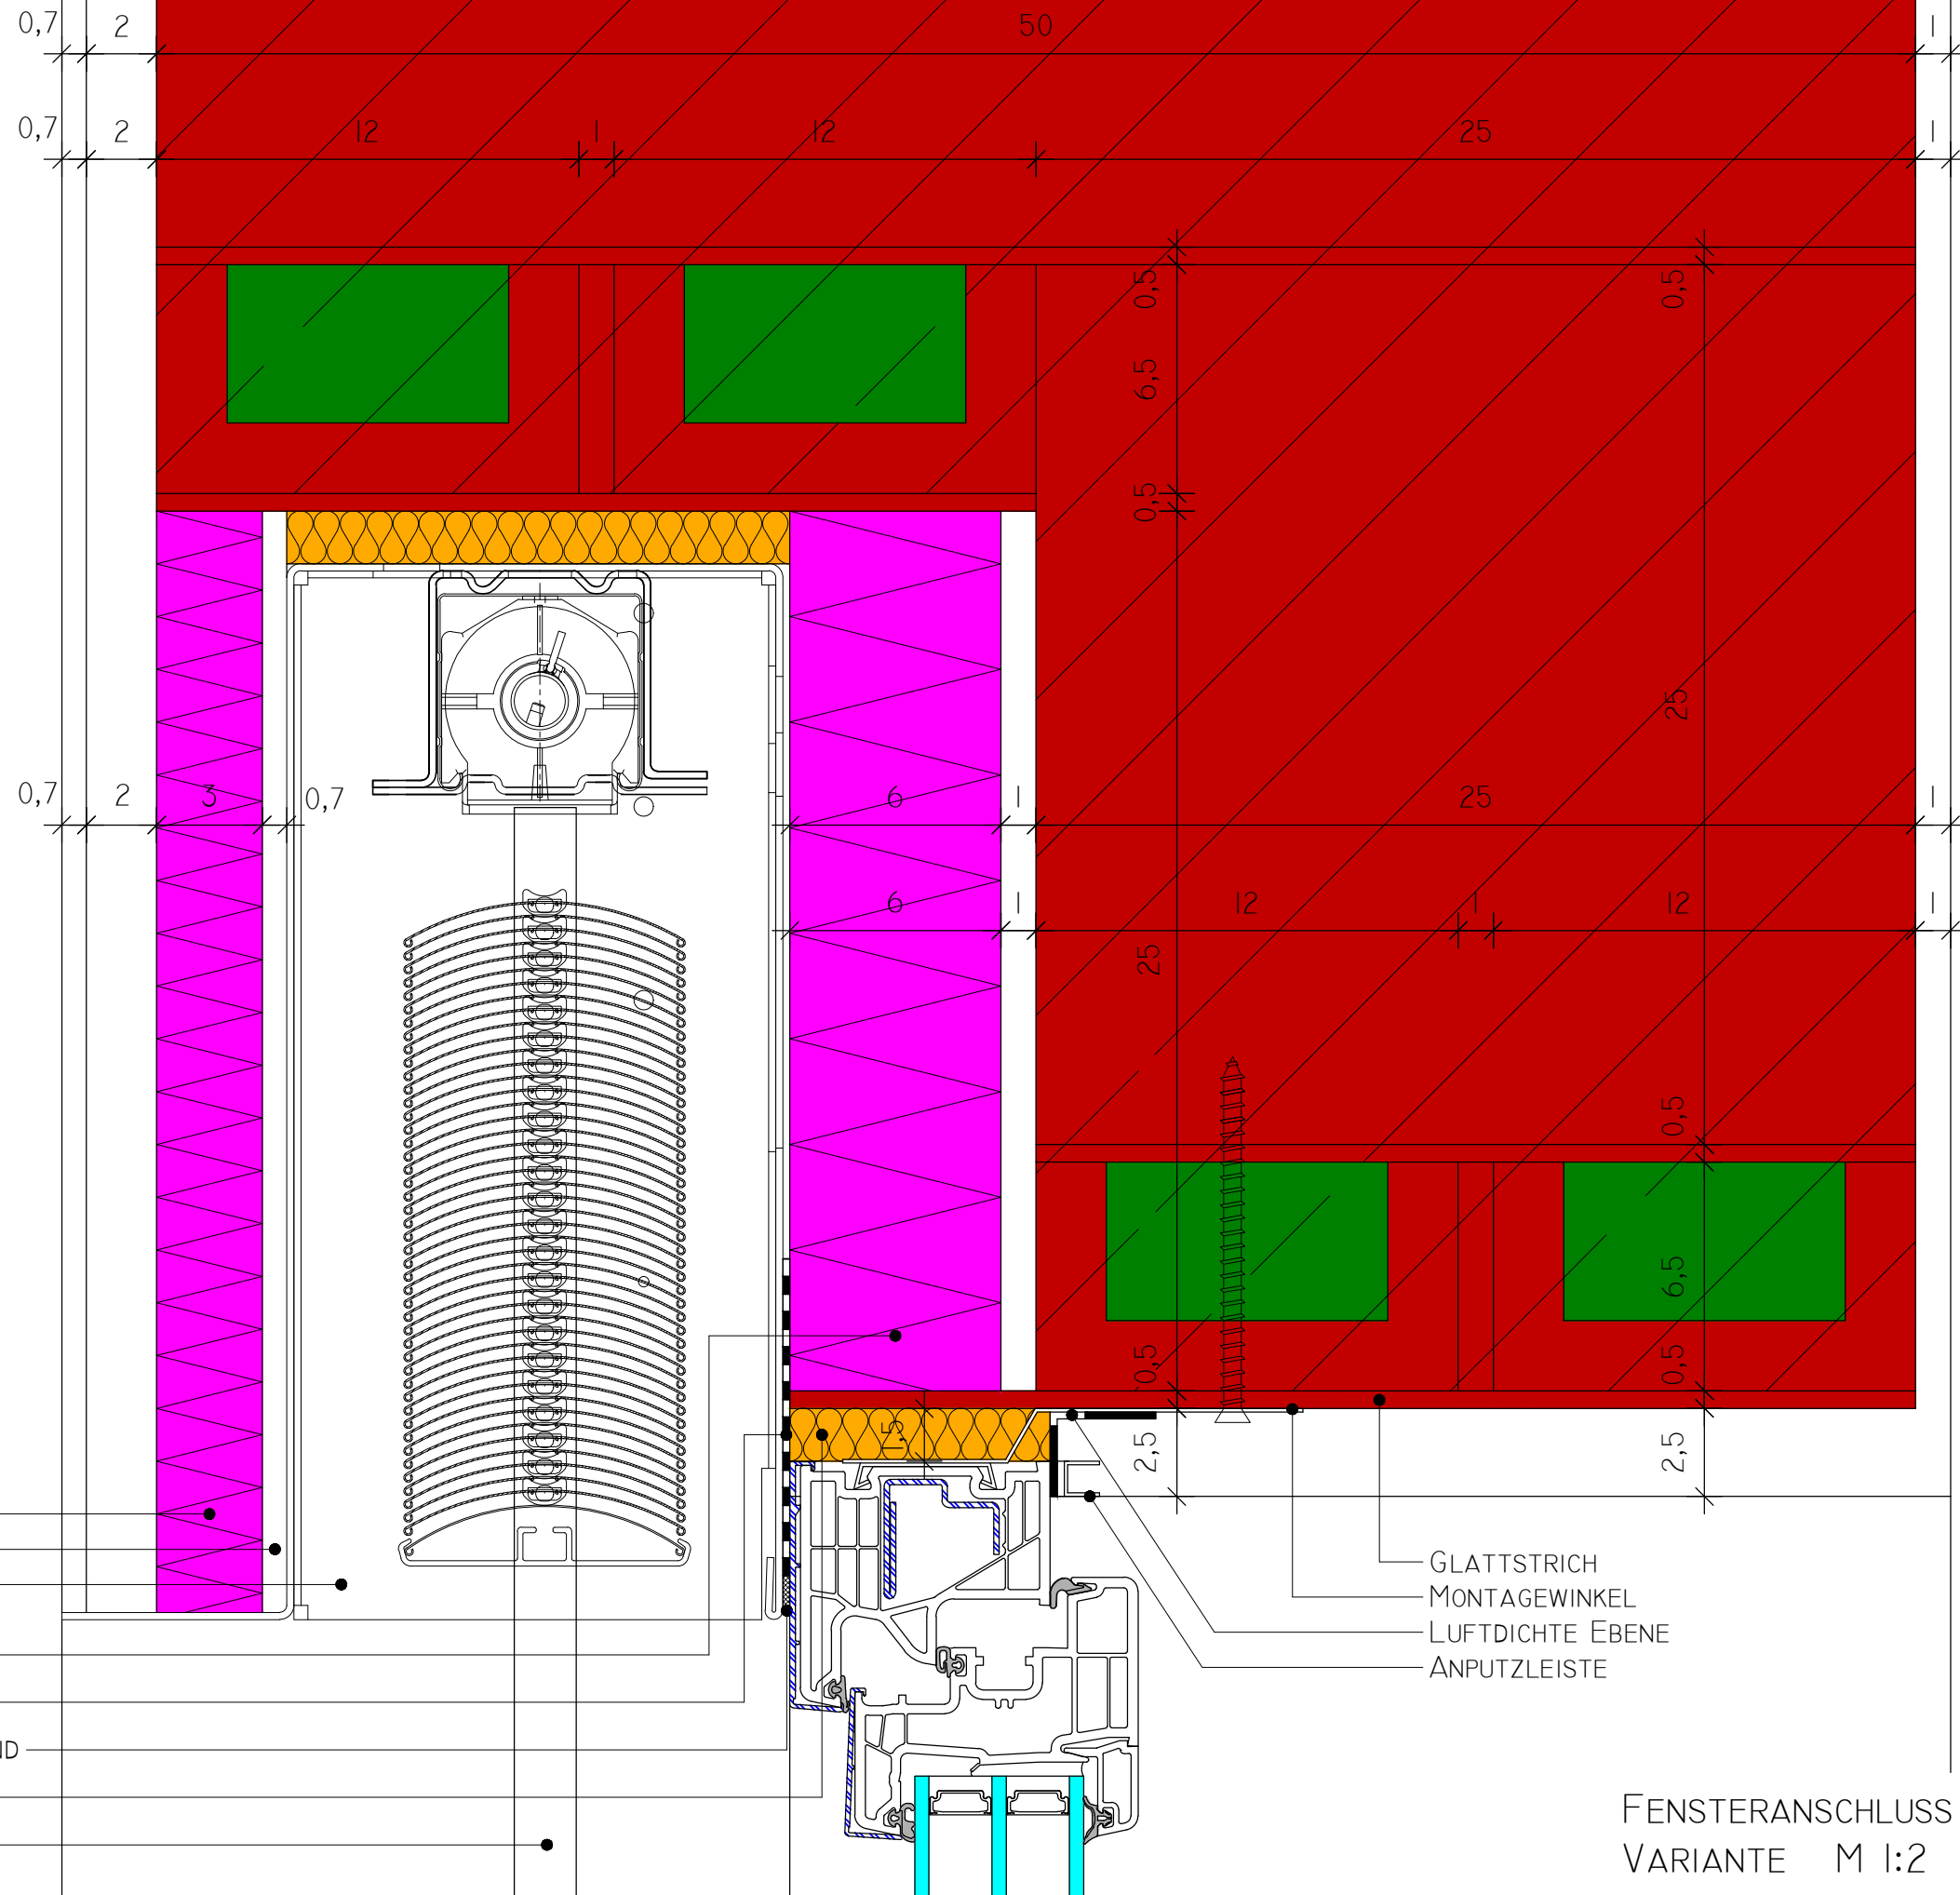 0,7 2 50 1
0,7 2 12 1 12 25 1
0,5 0,5
6,5
0,5
25
0,7 2 3 0,7 6 1 25 1
6 1 12 1 12 1
25
0,5
6,5
0,5 0,5
1,5
2,5 2,5
GLATTSTRICH
MONTAGEWINKEL
LUFTDICHTE EBENE
ANPUTZLEISTE
ND
FENSTERANSCHLUSS
VARIANTE M 1:2